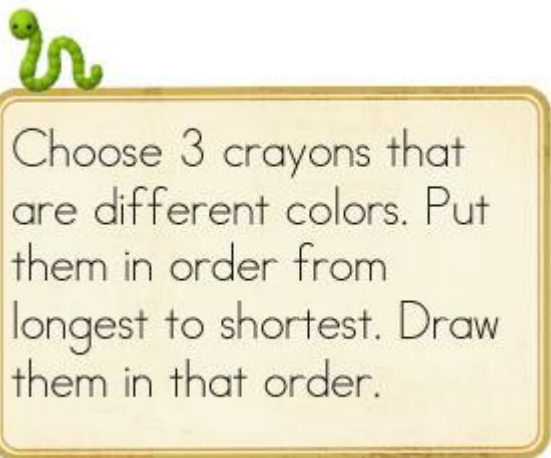 Choose 3 crayons that
are different colors. Put
them in order from
longest to shortest. Draw
them in that order.